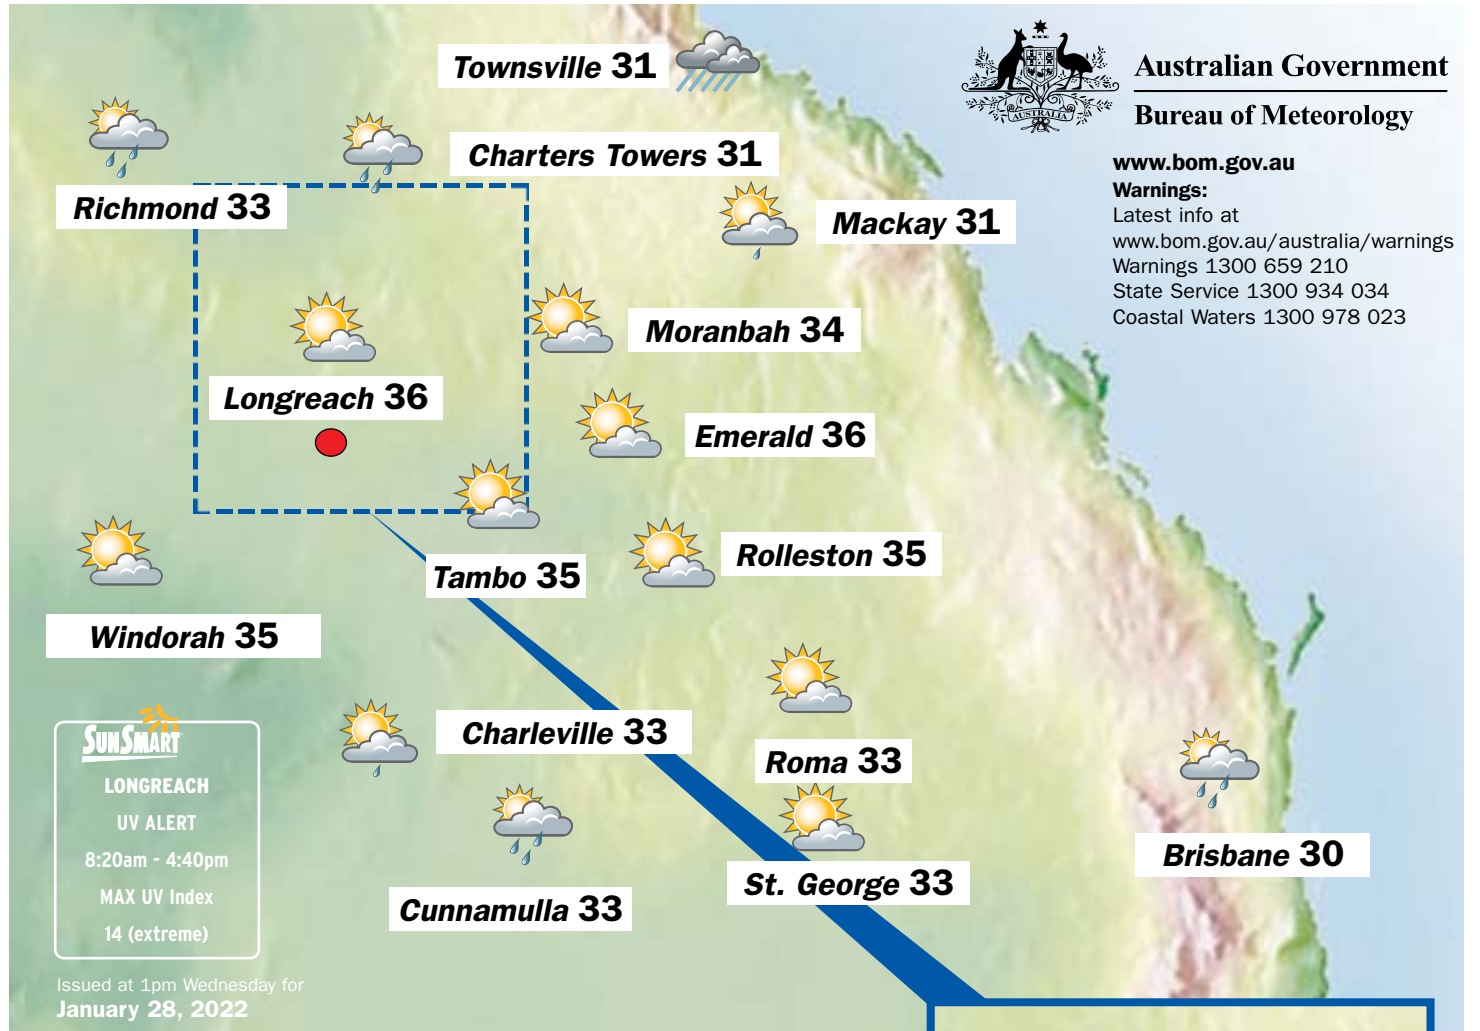 Townsville 31
Australian Government
Bureau of Meteorology
AUSTRALIA
www.bom.gov.au
Warnings:
Latest info at
www.bom.gov.au/australia/warnings
Warnings 1300 659 210
State Service 1300 934 034
Coastal Waters 1300 978 023
Charters Towers 31
Richmond 33
Mackay 31
Moranbah 34
Longreach 36
Emerald 36
Rolleston 35
Tambo 35
Windorah 35
Charleville 33
Roma 33
Brisbane 30
St. George 33
Cunnamulla 33
SUNSMART
LONGREACH
UV ALERT
8:20am - 4:40pm
MAX UV Index
14 (extreme)
Issued at 1pm Wednesday for
January 28, 2022